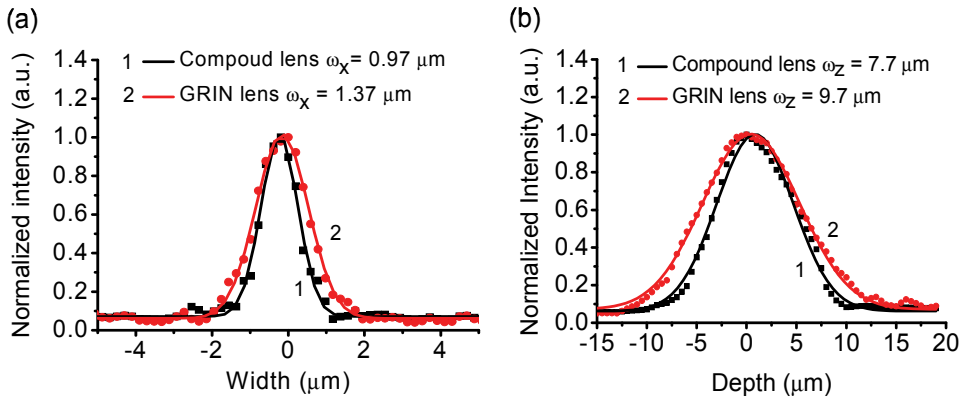 (a)
1.4
1.2
1.0
0.8
0.6
0.4
0.2
0.0
Normalized intensity (a.u.)
1 Compoud lens ωx= 0.97 μm
2 GRIN lens ωx = 1.37 μm
2
1
-4 -2 0 2 4
Width (μm)
(b)
1.4
1.2
1.0
0.8
0.6
0.4
0.2
0.0
Normalized Intensity (a.u.)
1 Compound lens ωz = 7.7 μm
2 GRIN lens ωz = 9.7 μm
2
1
-15 -10 -5 0 5 10 15 20
Depth (μm)